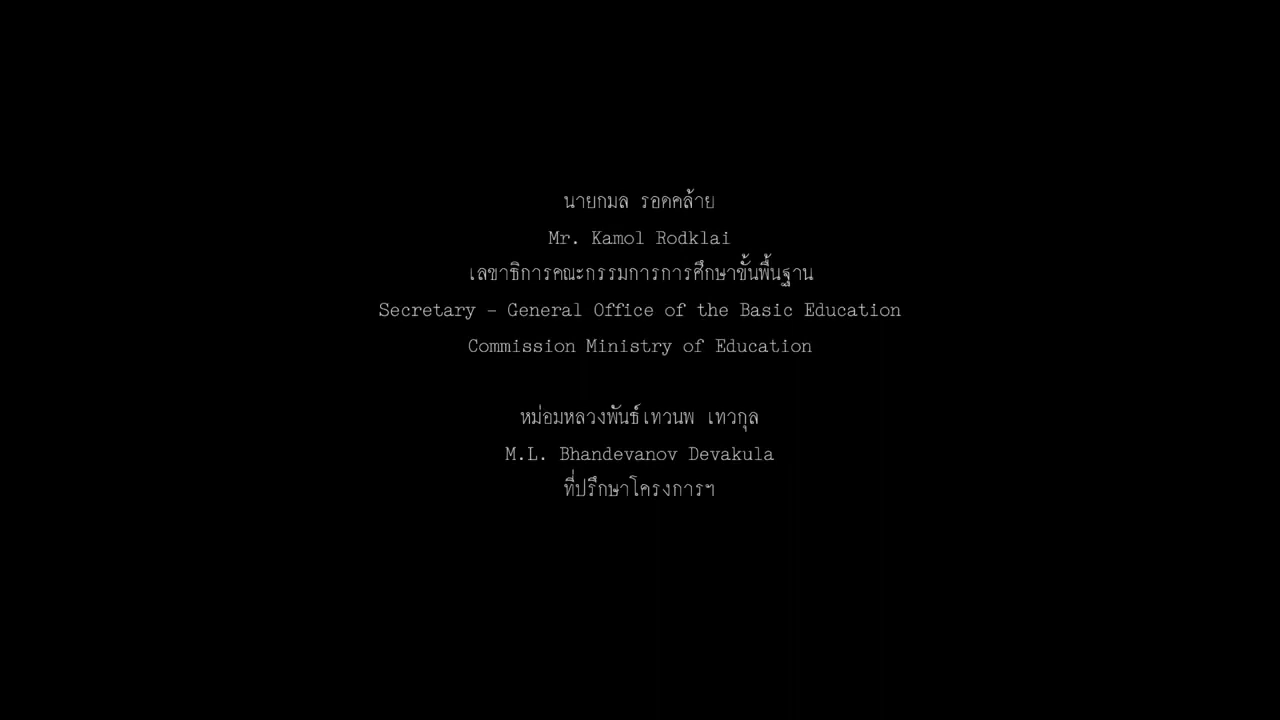 นายกมล รอดคล้าย
Mr. Kamol Rodklai
เลขาธิการคณะกรรมการการศึกษาขั้นพื้นฐาน
Secretary - General Office of the Basic Education
Commission Ministry of Education
หม่อมหลวงพันธ์เทวนพ เทวกุล
M.L. Bhandevanov Devakula
ที่ปรึกษาโครงการฯ